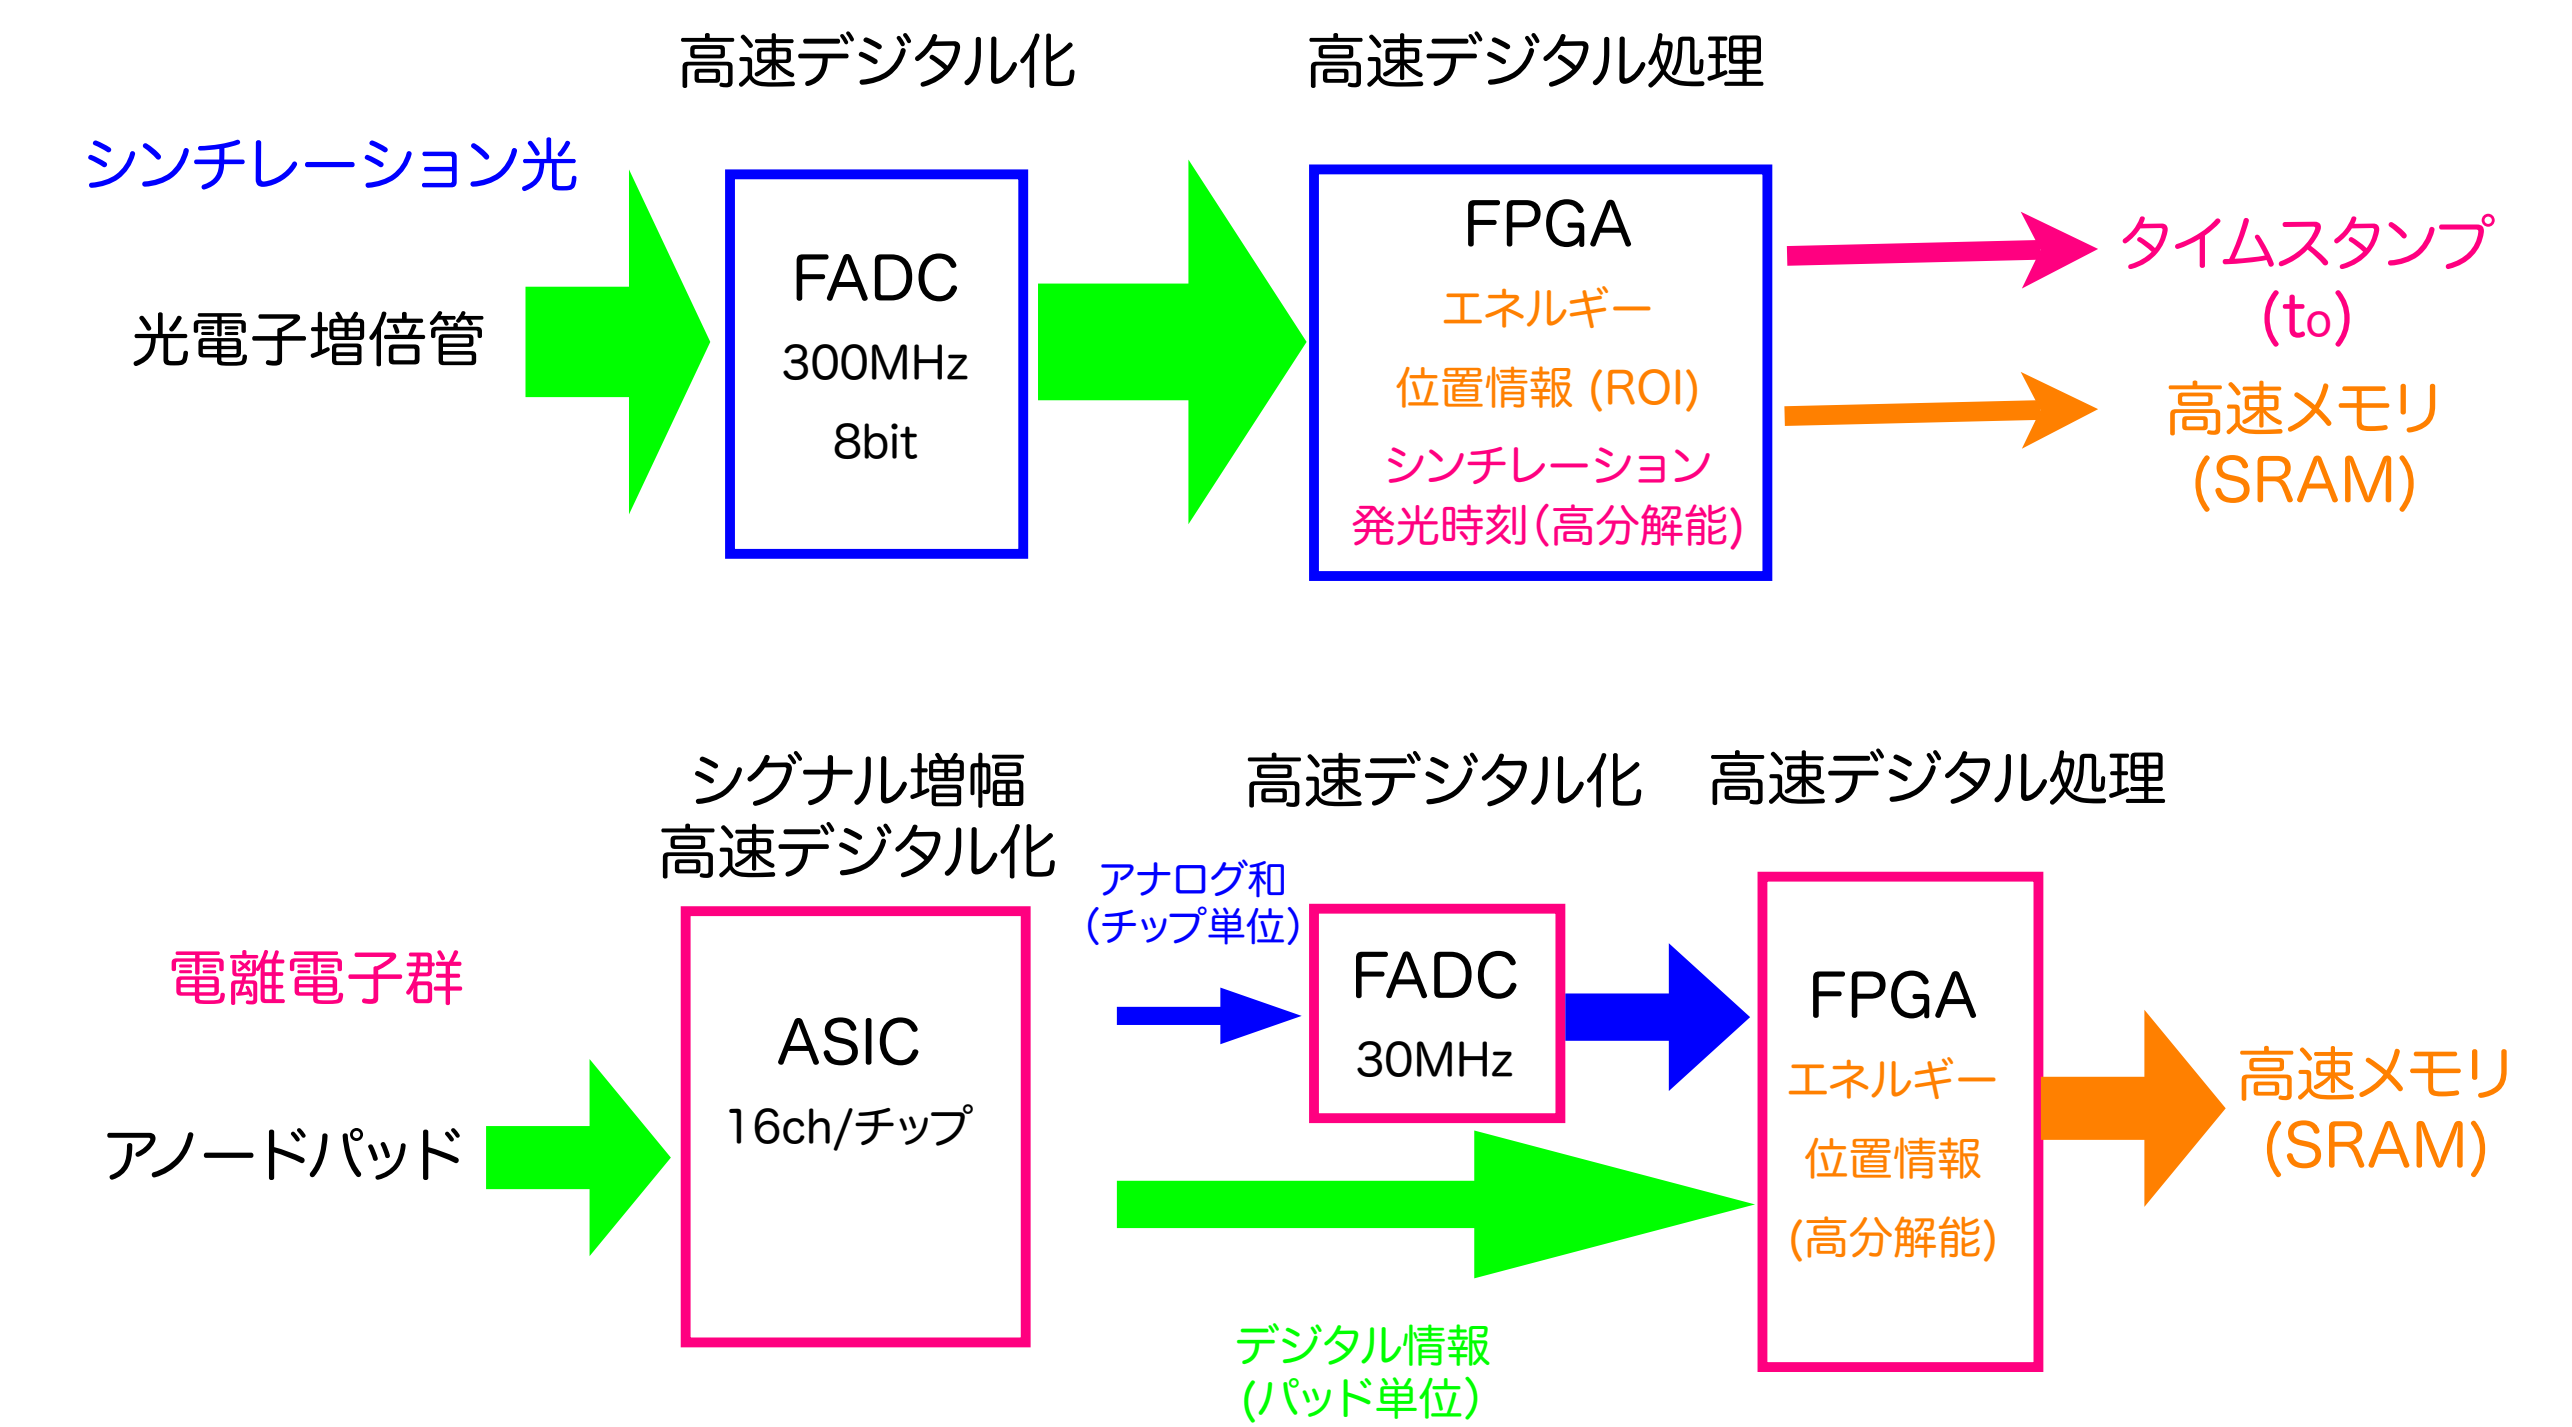 高速デジタル化
高速デジタル処理
シンチレーション光
光電子増倍管
FADC
300MHz
8bit
FPGA
エネルギー
位置情報 (ROI)
シンチレーション
発光時刻(高分解能)
タイムスタンプ
(to)
高速メモリ
(SRAM)
シグナル増幅
高速デジタル化
高速デジタル化
高速デジタル処理
電離電子群
アノードパッド
ASIC
16ch/チップ
アナログ和
(チップ単位)
FADC
30MHz
デジタル情報
(パッド単位)
FPGA
エネルギー
位置情報
(高分解能)
高速メモリ
(SRAM)